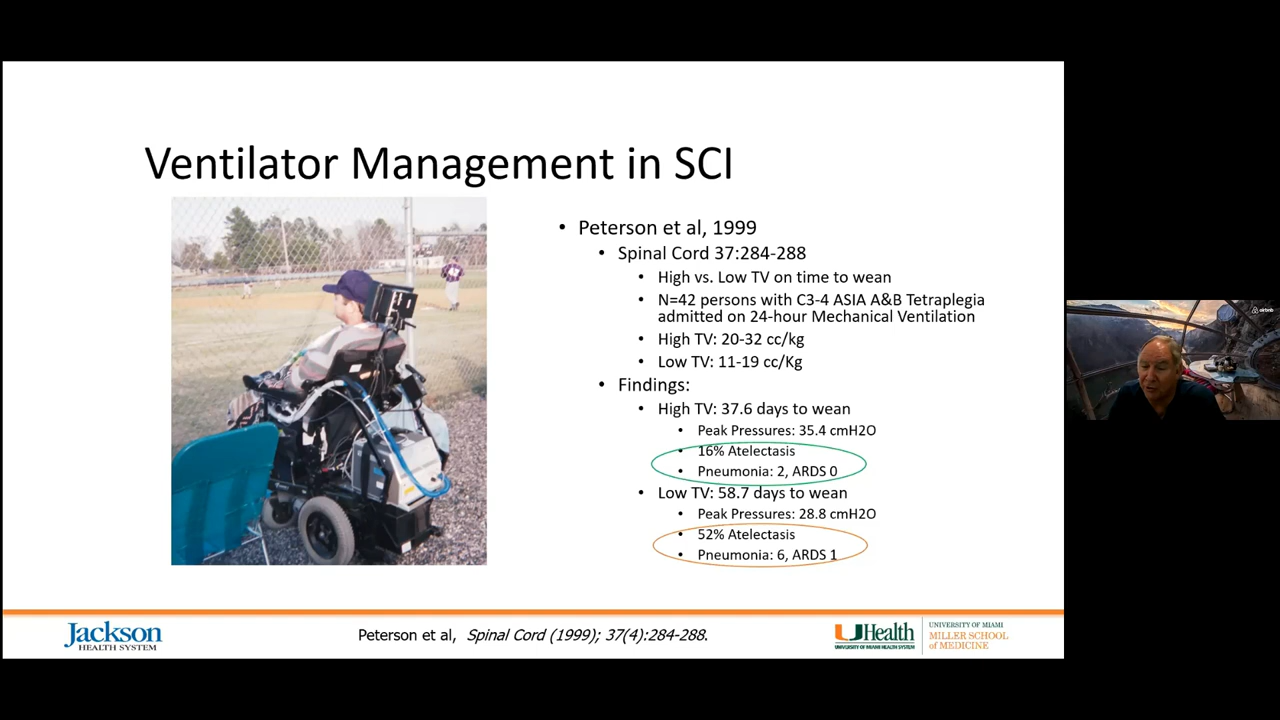 Ventilator Management in SCI
• Peterson et al, 1999
• Spinal Cord 37:284-288
• High vs. Low TV on time to wean
• N=42 persons with C3-4 ASIA A&B Tetraplegia
admitted on 24-hour Mechanical Ventilation
• High TV: 20-32 cc/kg
• Low TV: 11-19 cc/Kg
• Findings:
• High TV: 37.6 days to wean
• Peak Pressures: 35.4 cmH2O
• 16% Atelectasis
• Pneumonia: 2, ARDS 0
• Low TV: 58.7 days to wean
• Peak Pressures: 28.8 cmH2O
• 52% Atelectasis
• Pneumonia: 6, ARDS 1
airbnb
Jackson
HEALTH SYSTEM
Peterson et al, Spinal Cord (1999); 37(4):284-288.
UHealth
UNIVERSITY OF MIAMI HEALTH SYSTEM
UNIVERSITY OF MIAMI
MILLER SCHOOL
of MEDICINE